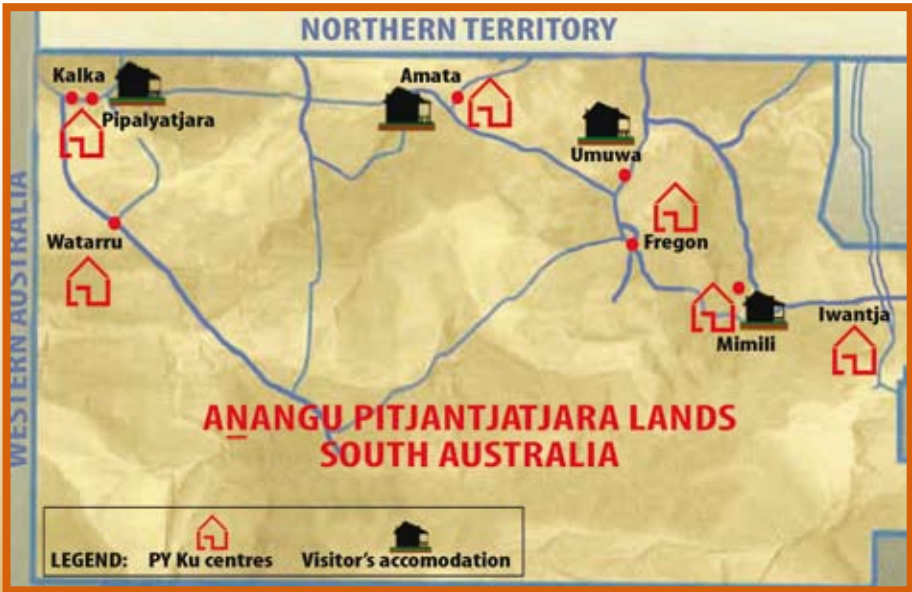 NORTHERN TERRITORY
WESTERN AUSTRALIA
Kalka
Pipalyatjara
Amata
Umuwa
Watarru
Fregon
Mimili
Iwantja
AṈANGU PITJANTJATJARA LANDS
SOUTH AUSTRALIA
LEGEND: PY Ku centres Visitor's accomodation